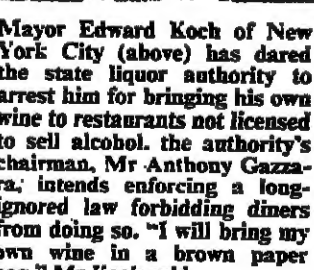 Mayor Edward Koch of New
York City (above) has dared
the state liquor authority to
arrest him for bringing his own
wine to restaurants not licensed
to sell alcohol. the authority's
chairman, Mr Anthony Gazza-
ra, intends enforcing a long-
ignored law forbidding diners
from doing so. "I will bring my
own wine in a brown paper